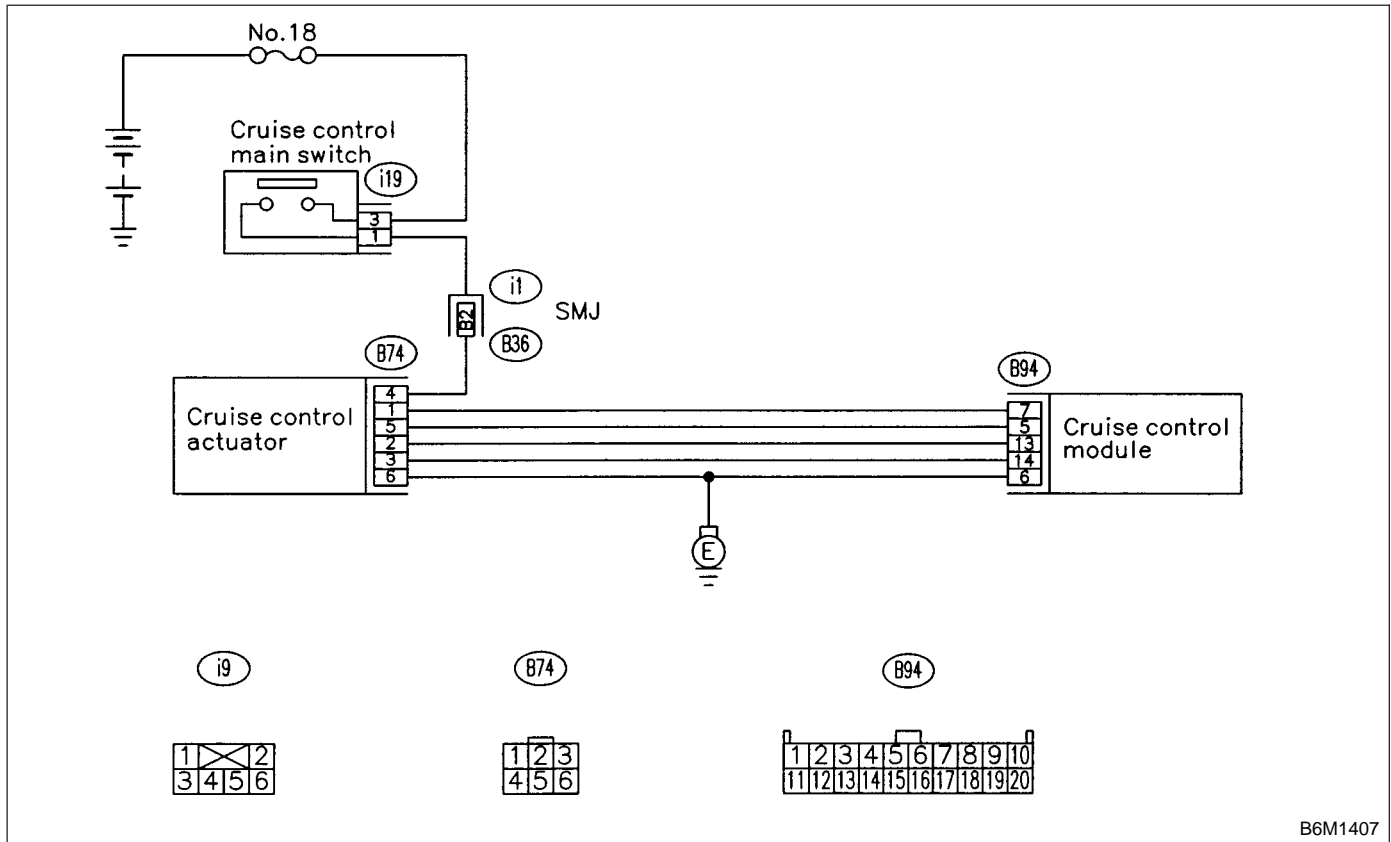 No.18
Cruise control
main switch
i19
3
1
i1
B2
SMJ
B36
B74
B94
Cruise control
actuator
4
1
5
2
3
6
7
5
13
14
6
Cruise control
module
E
i9
B74
B94
1 2
3 4 5 6
1 2 3
4 5 6
1 2 3 4 5 6 7 8 9 10
11 12 13 14 15 16 17 18 19 20
B6M1407